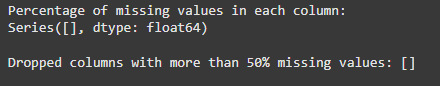 Percentage of missing values in each column:
Series([], dtype: float64)
Dropped columns with more than 50% missing values: []